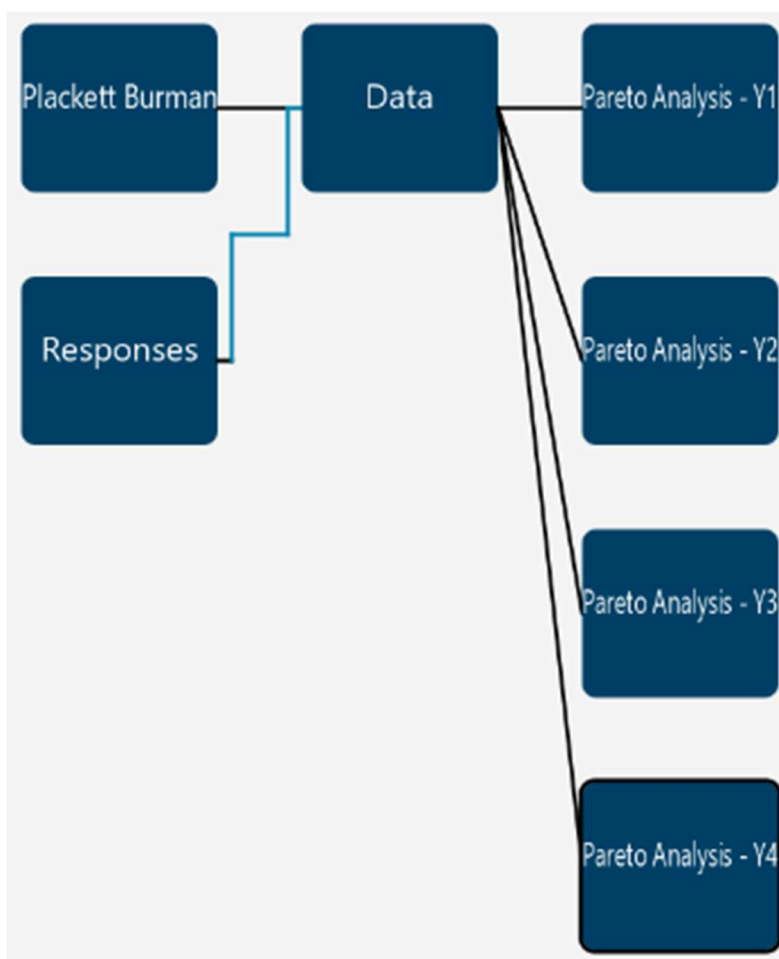 Plackett Burman
Data
Pareto Analysis - Y1
Responses
Pareto Analysis - Y2
Pareto Analysis - Y3
Pareto Analysis - Y4